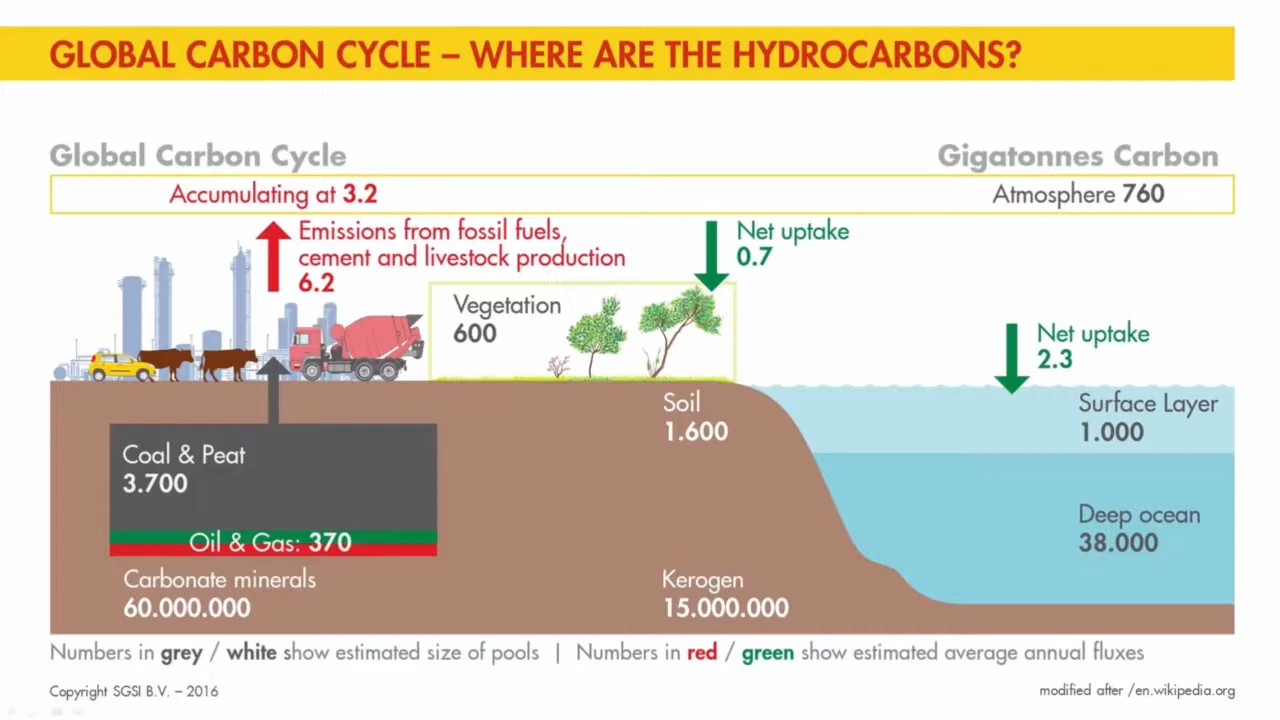 GLOBAL CARBON CYCLE – WHERE ARE THE HYDROCARBONS?
Global Carbon Cycle
Gigatonnes Carbon
Accumulating at 3.2
Atmosphere 760
Emissions from fossil fuels,
cement and livestock production
6.2
Net uptake
0.7
Vegetation
600
Net uptake
2.3
Soil
1.600
Surface Layer
1.000
Coal & Peat
3.700
Deep ocean
38.000
Oil & Gas: 370
Carbonate minerals
60.000.000
Kerogen
15.000.000
Numbers in grey / white show estimated size of pools | Numbers in red / green show estimated average annual fluxes
Copyright SGSI B.V. – 2016
modified after /en.wikipedia.org